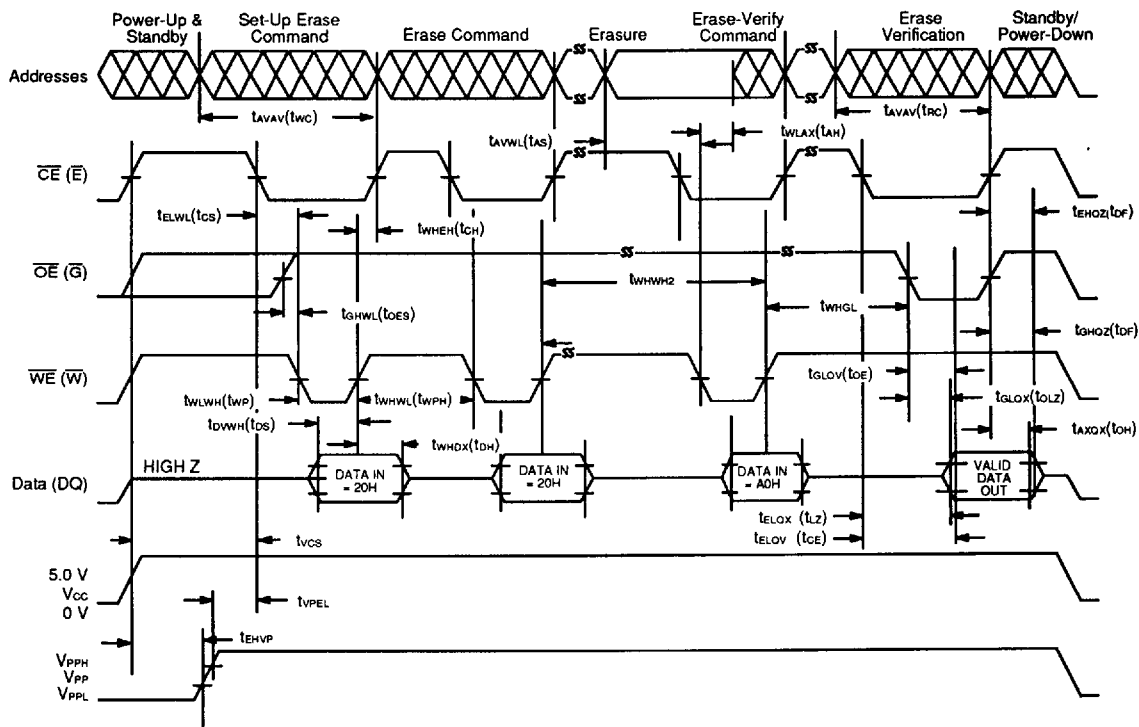 Power-Up &
Standby
Set-Up Erase
Command
Erase Command
Erasure
Erase-Verify
Command
Erase
Verification
Standby/
Power-Down
Addresses
tAVAV(tWC)
tAVWL(tAS)
tWLAX(tAH)
tAVAV(tRC)
CE (E)
tELWL(tCS)
tWHEH(tCH)
tEHQZ(tDF)
OE (G)
tGHWL(tOES)
tWHWH2
tWHGL
tGHQZ(tDF)
WE (W)
tWLWH(tWP)
tWHWL(tWPH)
tGLQV(tOE)
tGLQX(tOLZ)
tDVWH(tDS)
tWHDX(tDH)
tAXQX(tOH)
Data (DQ)
HIGH Z
DATA IN
= 20H
DATA IN
= 20H
DATA IN
= A0H
VALID
DATA
OUT
tELQX (tLZ)
tELQV (tCE)
tVCS
5.0 V
VCC
0 V
tVPEL
tEHVP
VPPH
VPP
VPPL